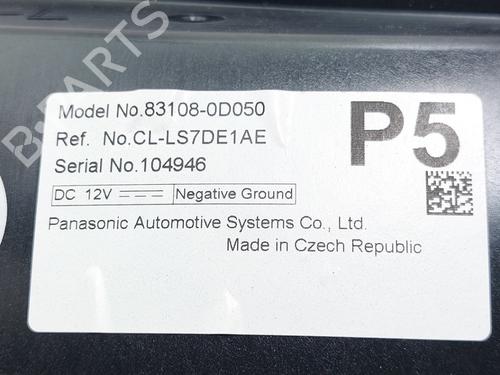 Model No.83108-0D050
P5
Ref. No.CL-LS7DE1AE
Serial No.104946
DC 12V Negative Ground
Panasonic Automotive Systems Co., Ltd.
Made in Czech Republic